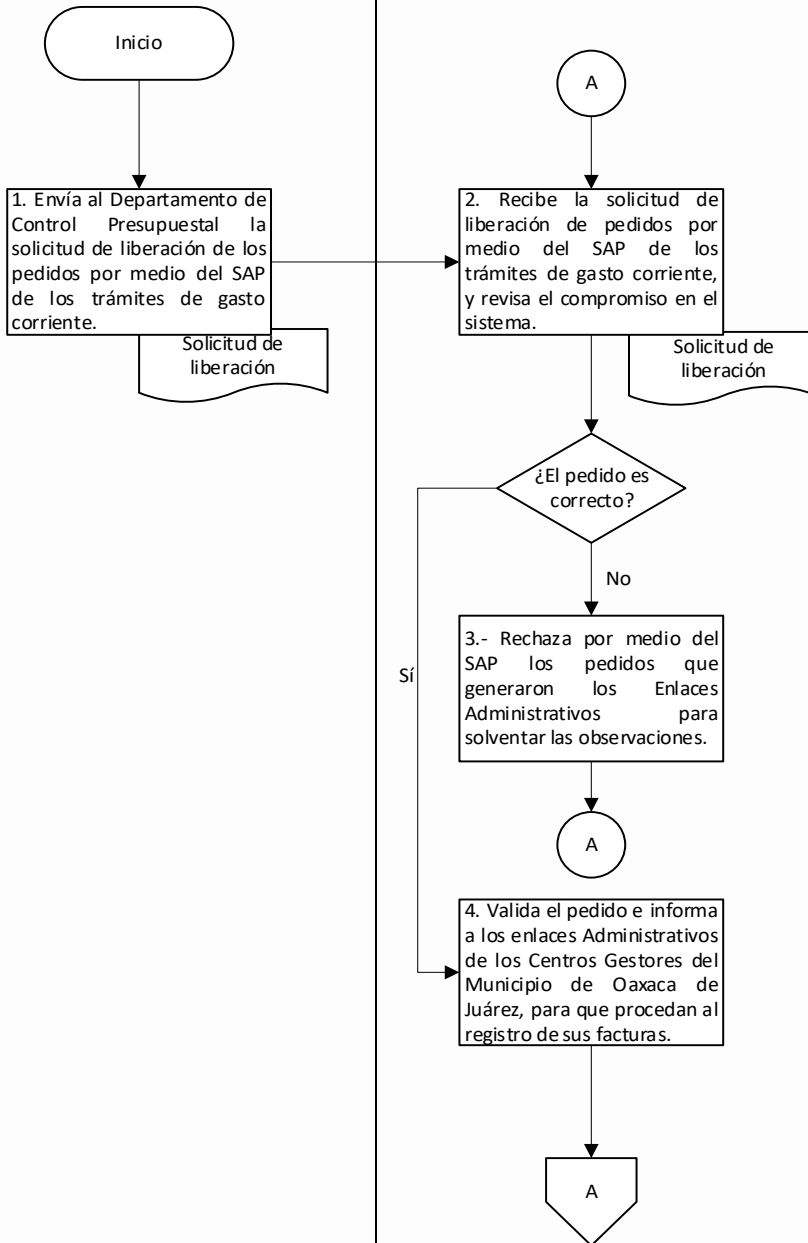 Inicio
1. Envía al Departamento de
Control Presupuestal la
solicitud de liberación de los
pedidos por medio del SAP
de los trámites de gasto
corriente.
Solicitud de
liberación
A
2. Recibe la solicitud de
liberación de pedidos por
medio del SAP de los
trámites de gasto corriente,
y revisa el compromiso en el
sistema.
Solicitud de
liberación
¿El pedido es
correcto?
No
Sí
3.- Rechaza por medio del
SAP los pedidos que
generaron los Enlaces
Administrativos para
solventar las observaciones.
A
4. Valida el pedido e informa
a los enlaces Administrativos
de los Centros Gestores del
Municipio de Oaxaca de
Juárez, para que procedan al
registro de sus facturas.
A